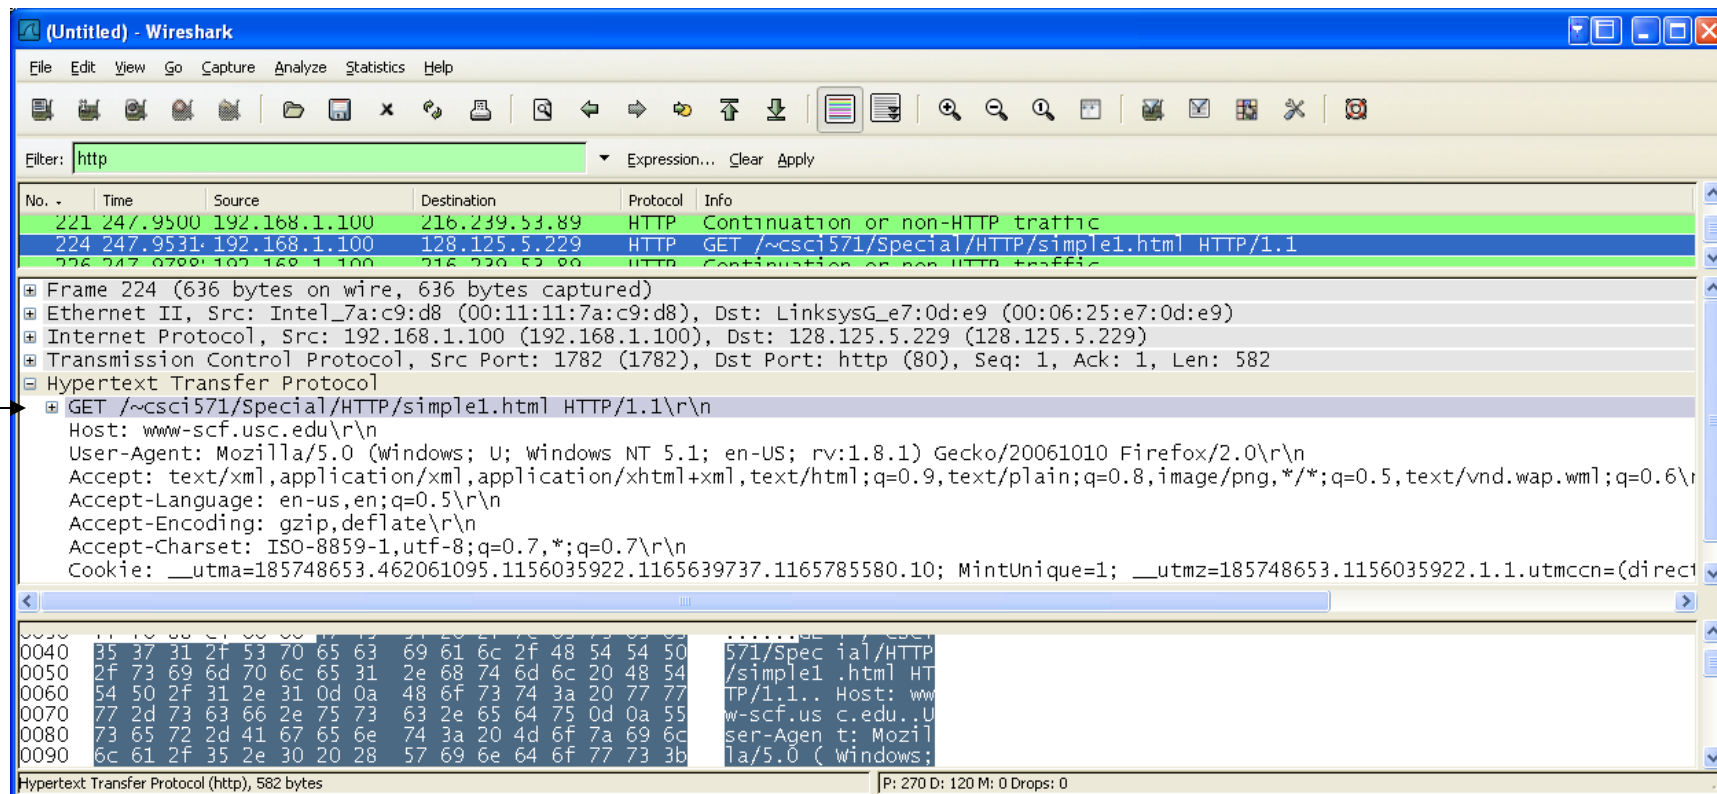 (Untitled) - Wireshark
File Edit View Go Capture Analyze Statistics Help
Filter: http Expression... Clear Apply
No. - Time Source Destination Protocol Info
221 247.9500 192.168.1.100 216.239.53.89 HTTP Continuation or non-HTTP traffic
224 247.9531 192.168.1.100 128.125.5.229 HTTP GET /~csci571/Special/HTTP/simple1.html HTTP/1.1
226 247.9788 192.168.1.100 216.239.53.89 HTTP Continuation or non-HTTP traffic
Frame 224 (636 bytes on wire, 636 bytes captured)
Ethernet II, Src: Intel_7a:c9:d8 (00:11:11:7a:c9:d8), Dst: LinksysG_e7:0d:e9 (00:06:25:e7:0d:e9)
Internet Protocol, Src: 192.168.1.100 (192.168.1.100), Dst: 128.125.5.229 (128.125.5.229)
Transmission Control Protocol, Src Port: 1782 (1782), Dst Port: http (80), Seq: 1, Ack: 1, Len: 582
Hypertext Transfer Protocol
GET /~csci571/Special/HTTP/simple1.html HTTP/1.1\r\n
Host: www-scf.usc.edu\r\n
User-Agent: Mozilla/5.0 (Windows; U; Windows NT 5.1; en-US; rv:1.8.1) Gecko/20061010 Firefox/2.0\r\n
Accept: text/xml,application/xml,application/xhtml+xml,text/html;q=0.9,text/plain;q=0.8,image/png,*/*;q=0.5,text/vnd.wap.wml;q=0.6\r
Accept-Language: en-us,en;q=0.5\r\n
Accept-Encoding: gzip,deflate\r\n
Accept-Charset: ISO-8859-1,utf-8;q=0.7,*;q=0.7\r\n
Cookie: __utma=185748653.462061095.1156035922.1165639737.1165785580.10; MintUnique=1; __utmz=185748653.1156035922.1.1.utmccn=(direct
0040 35 37 31 2f 53 70 65 63 69 61 6c 2f 48 54 54 50 571/Spec ial/HTTP
0050 2f 73 69 6d 70 6c 65 31 2e 68 74 6d 6c 20 48 54 /simple1 .html HT
0060 54 50 2f 31 2e 31 0d 0a 48 6f 73 74 3a 20 77 77 TP/1.1.. Host: ww
0070 77 2d 73 63 66 2e 75 73 63 2e 65 64 75 0d 0a 55 w-scf.us c.edu..U
0080 73 65 72 2d 41 67 65 6e 74 3a 20 4d 6f 7a 69 6c ser-Agen t: Mozil
0090 6c 61 2f 35 2e 30 20 28 57 69 6e 64 6f 77 73 3b la/5.0 ( Windows;
Hypertext Transfer Protocol (http), 582 bytes P: 270 D: 120 M: 0 Drops: 0